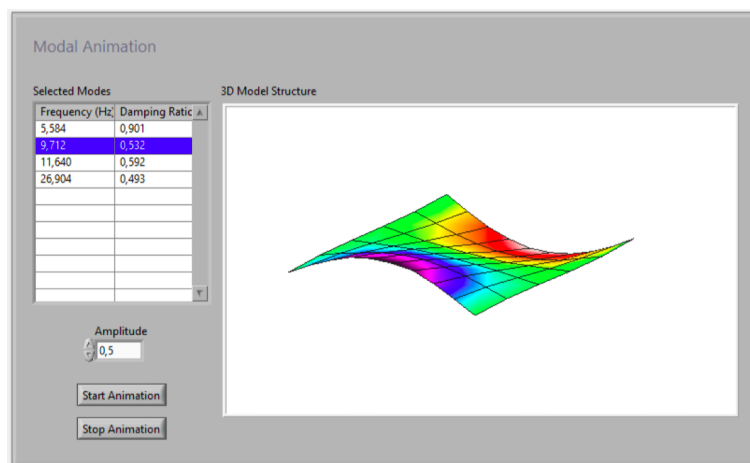 Modal Animation
Selected Modes
3D Model Structure
Frequency (Hz) Damping Ratio
5,584 0,901
9,712 0,532
11,640 0,592
26,904 0,493
Amplitude
0,5
Start Animation
Stop Animation